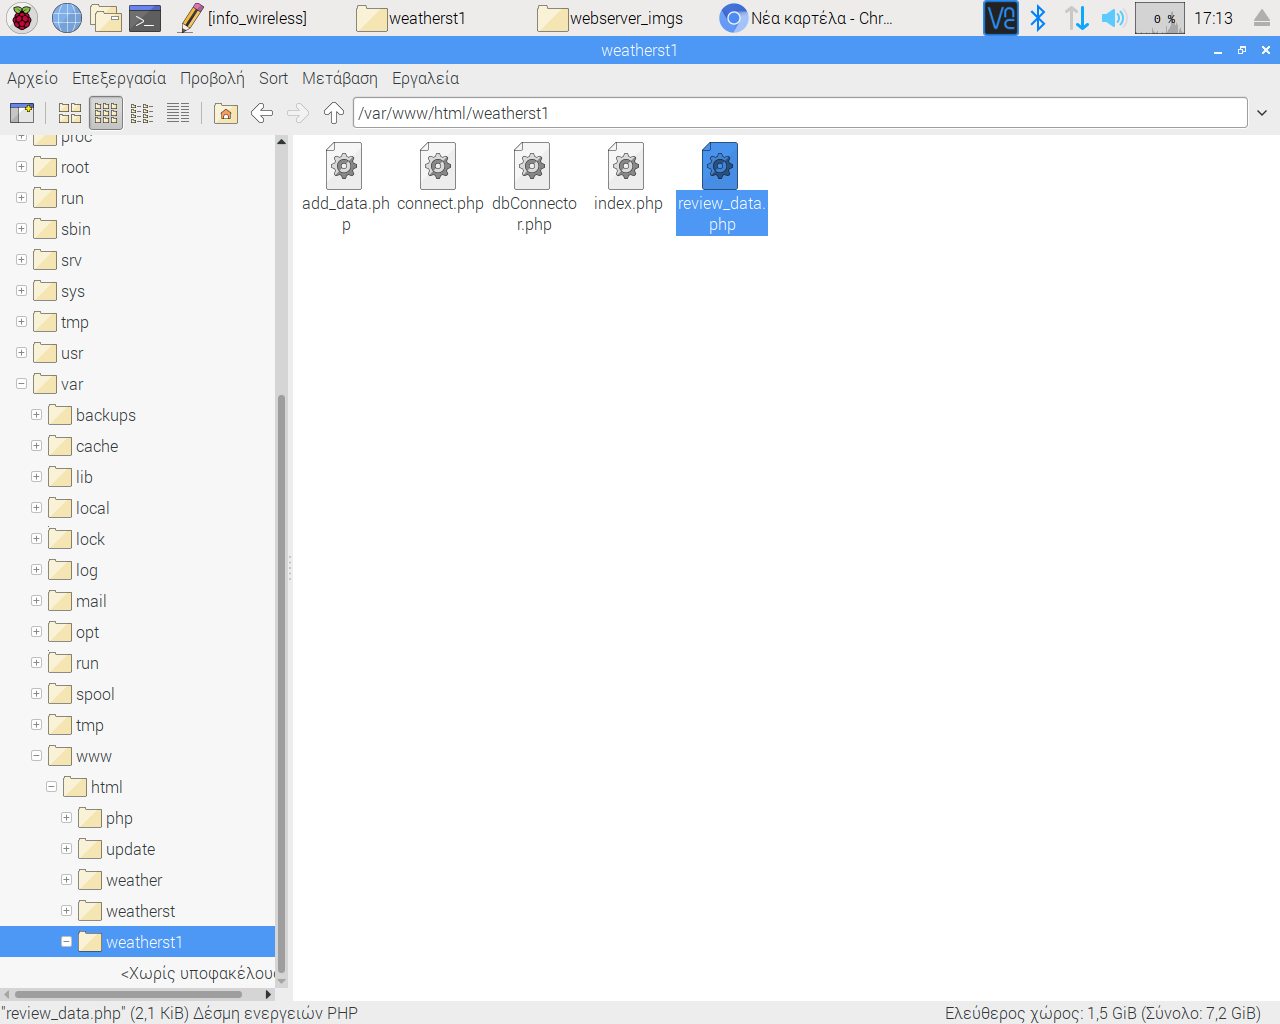 [info_wireless]
weatherst1
webserver_imgs
Νέα καρτέλα - Chr...
0 %
17:13
weatherst1
Αρχείο Επεξεργασία Προβολή Sort Μετάβαση Εργαλεία
/var/www/html/weatherst1
proc
root
run
sbin
srv
sys
tmp
usr
var
backups
cache
lib
local
lock
log
mail
opt
run
spool
tmp
www
html
php
update
weather
weatherst
weatherst1
<Χωρίς υποφακέλους
add_data.ph
p
connect.php
dbConnecto
r.php
index.php
review_data.
php
"review_data.php" (2,1 KiB) Δέσμη ενεργειών PHP
Ελεύθερος χώρος: 1,5 GiB (Σύνολο: 7,2 GiB)